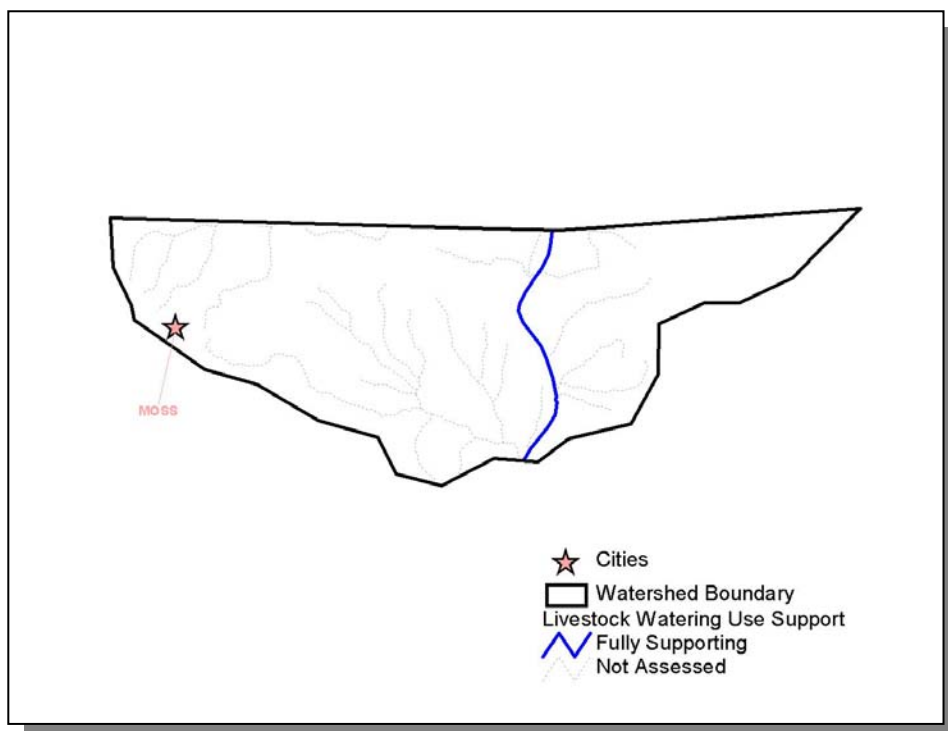 MOSS
Cities
Watershed Boundary
Livestock Watering Use Support
Fully Supporting
Not Assessed